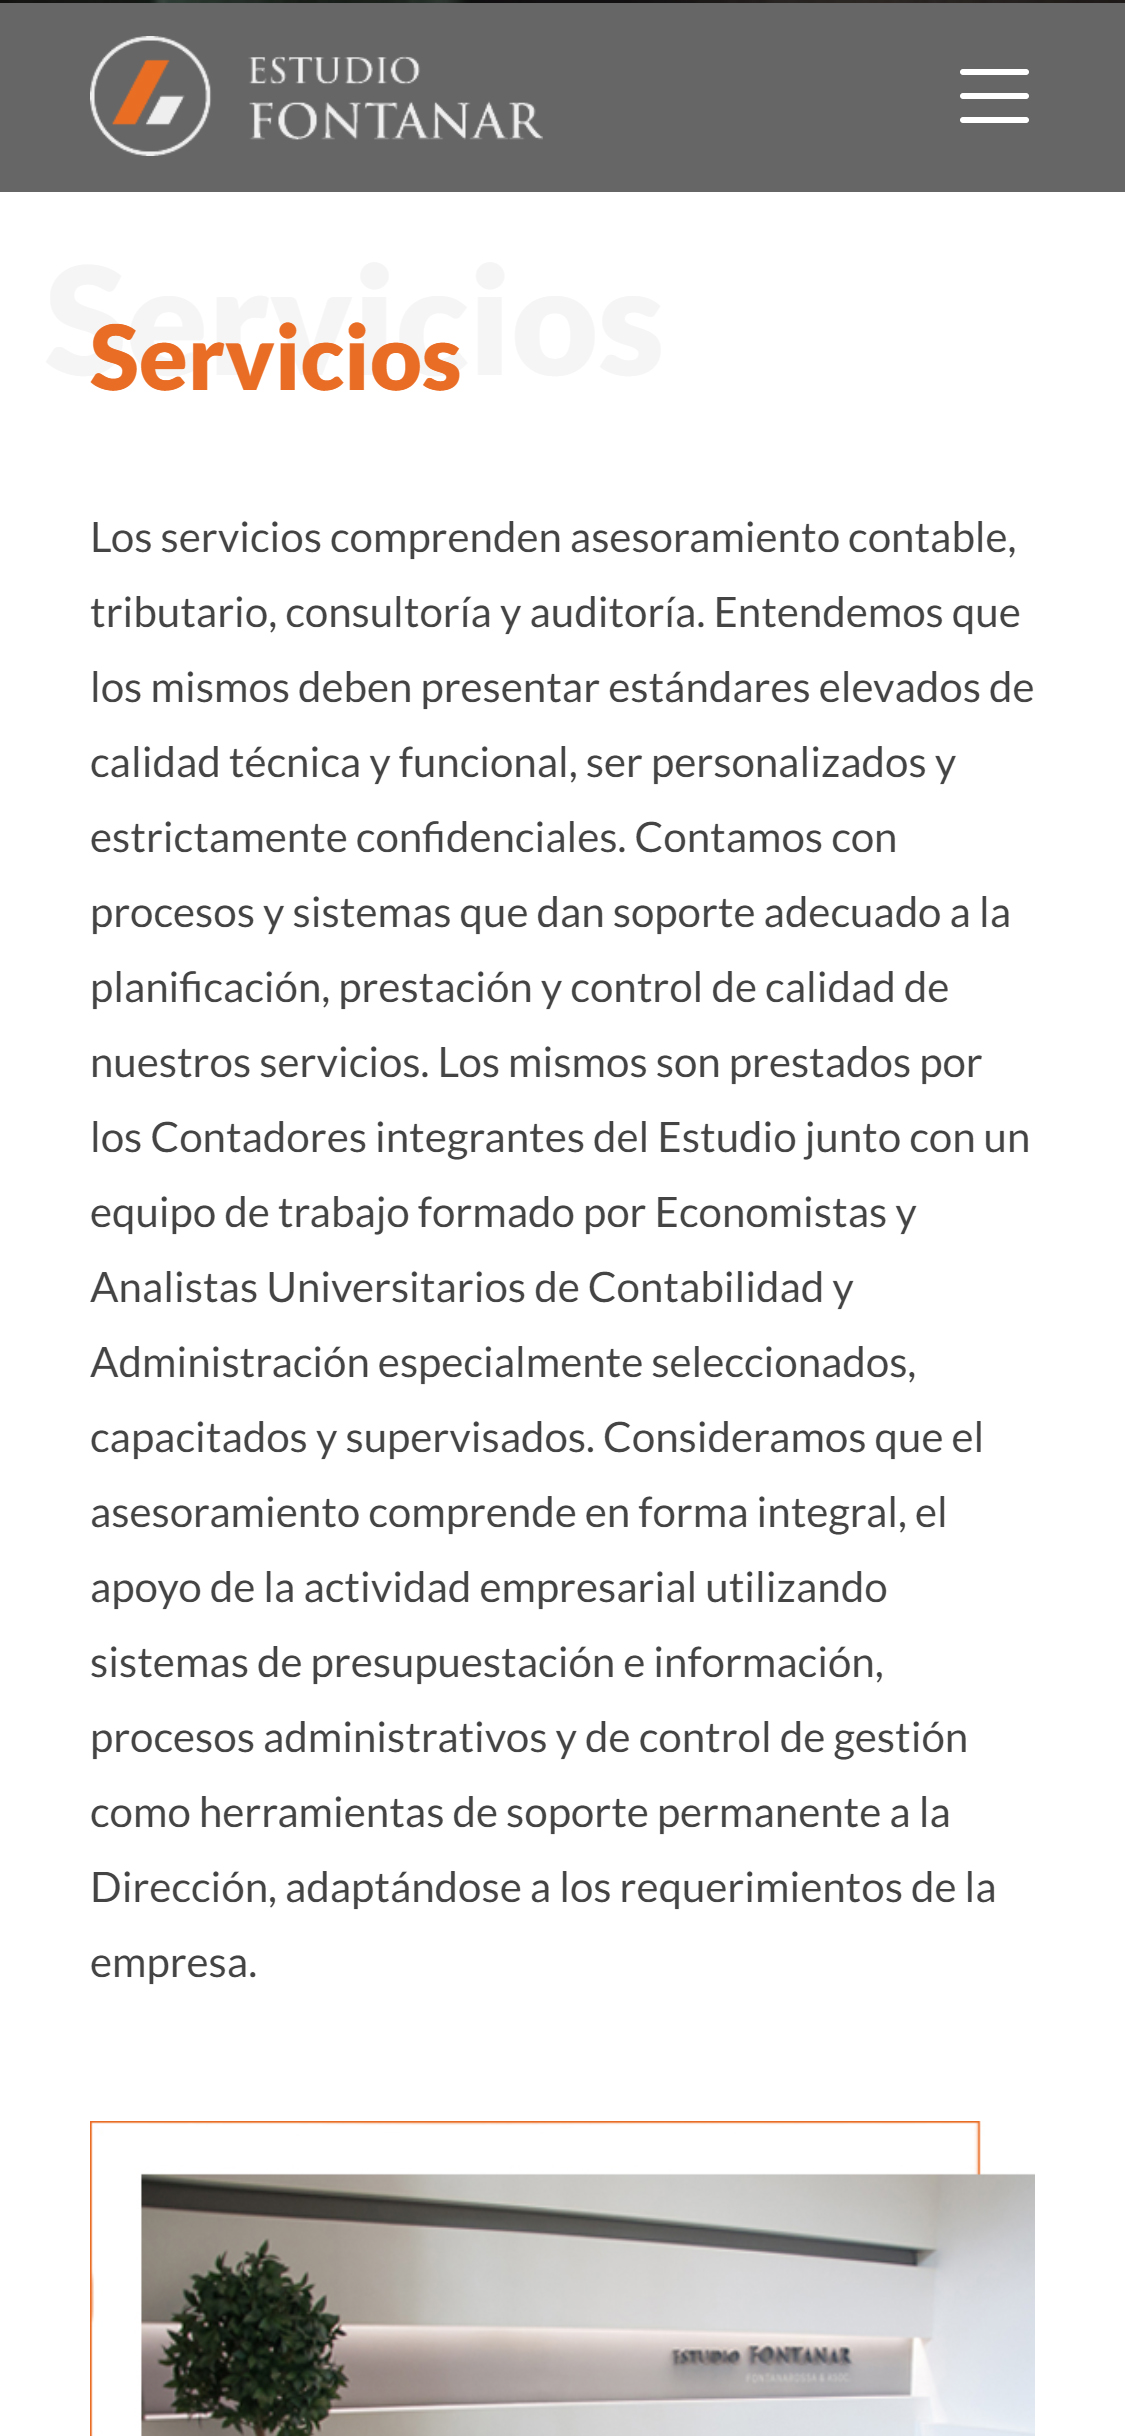 ESTUDIO
FONTANAR
Servicios
Servicios
Los servicios comprenden asesoramiento contable,
tributario, consultoría y auditoría. Entendemos que
los mismos deben presentar estándares elevados de
calidad técnica y funcional, ser personalizados y
estrictamente confidenciales. Contamos con
procesos y sistemas que dan soporte adecuado a la
planificación, prestación y control de calidad de
nuestros servicios. Los mismos son prestados por
los Contadores integrantes del Estudio junto con un
equipo de trabajo formado por Economistas y
Analistas Universitarios de Contabilidad y
Administración especialmente seleccionados,
capacitados y supervisados. Consideramos que el
asesoramiento comprende en forma integral, el
apoyo de la actividad empresarial utilizando
sistemas de presupuestación e información,
procesos administrativos y de control de gestión
como herramientas de soporte permanente a la
Dirección, adaptándose a los requerimientos de la
empresa.
ESTUDIO FONTANAR
FONTANAROSSA & ASOC.